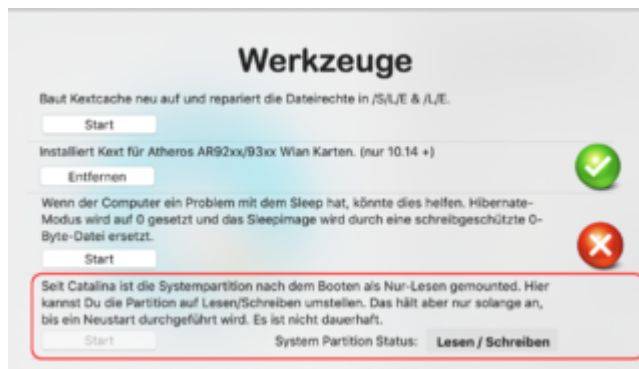 Werkzeuge
Baut Kextcache neu auf und repariert die Dateirechte in /S/L/E & /L/E.
Start
Installiert Kext für Atheros AR92xx/93xx Wlan Karten. (nur 10.14 +)
Entfernen
Wenn der Computer ein Problem mit dem Sleep hat, könnte dies helfen. Hibernate-
Modus wird auf 0 gesetzt und das Sleepimage wird durch eine schreibgeschützte 0-
Byte-Datei ersetzt.
Start
Seit Catalina ist die Systempartition nach dem Booten als Nur-Lesen gemounted. Hier
kannst Du die Partition auf Lesen/Schreiben umstellen. Das hält aber nur solange an,
bis ein Neustart durchgeführt wird. Es ist nicht dauerhaft.
Start System Partition Status: Lesen / Schreiben